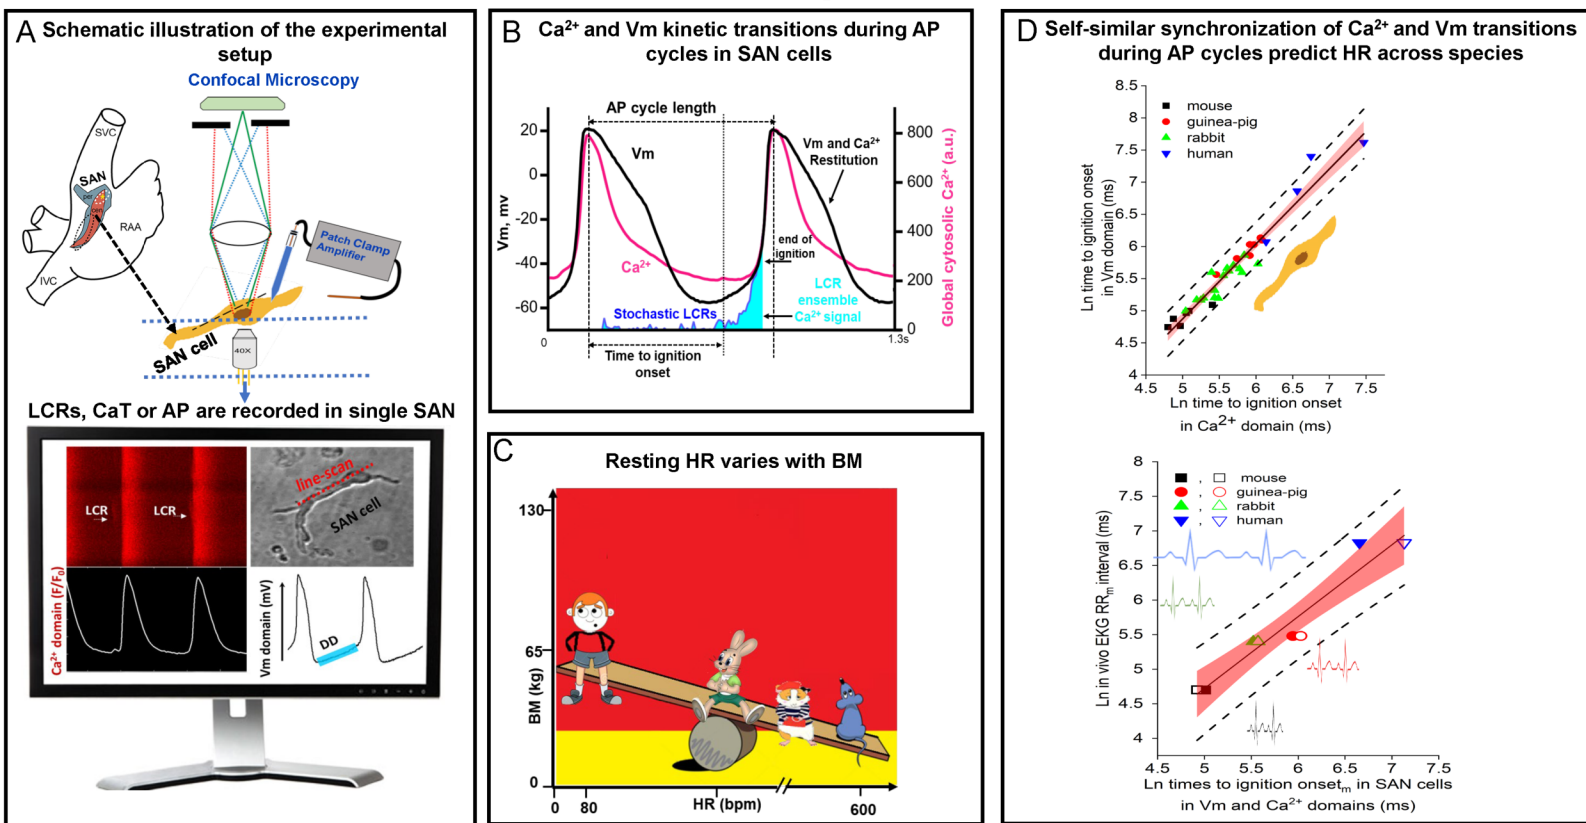 A Schematic illustration of the experimental
setup
Confocal Microscopy
SVC
SAN
per
cen
RAA
IVC
Patch Clamp
Amplifier
SAN cell
40X
LCRs, CaT or AP are recorded in single SAN
LCR
LCR
line-scan
SAN cell
Ca²⁺ domain (F/F₀)
Vm domain (mV)
DD
B Ca²⁺ and Vm kinetic transitions during AP
cycles in SAN cells
AP cycle length
20
0
-20
-40
-60
Vm, mv
Vm
Ca²⁺
Vm and Ca²⁺
Restitution
end of
ignition
LCR
ensemble
Ca²⁺ signal
Stochastic LCRs
800
600
400
200
0
Global cytosolic Ca²⁺ (a.u.)
0
1.3s
Time to ignition
onset
C
Resting HR varies with BM
130
65
0
BM (kg)
0
80
HR (bpm)
600
D Self-similar synchronization of Ca²⁺ and Vm transitions
during AP cycles predict HR across species
8.5
8
7.5
7
6.5
6
5.5
5
4.5
4
Ln time to ignition onset
in Vm domain (ms)
mouse
guinea-pig
rabbit
human
4.5 5 5.5 6 6.5 7 7.5
Ln time to ignition onset
in Ca²⁺ domain (ms)
8
7.5
7
6.5
6
5.5
5
4.5
4
Ln in vivo EKG RRₘ interval (ms)
mouse
guinea-pig
rabbit
human
4.5 5 5.5 6 6.5 7 7.5
Ln times to ignition onsetₘ in SAN cells
in Vm and Ca²⁺ domains (ms)